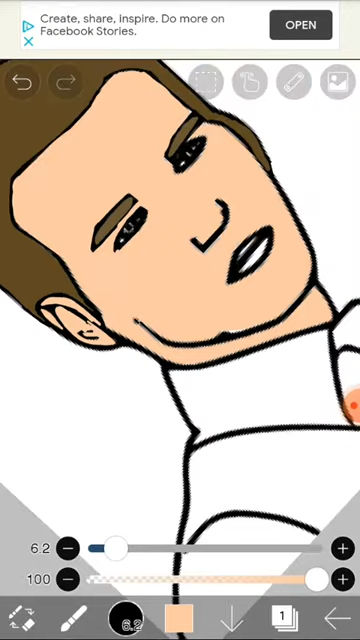 Create, share, inspire. Do more on
Facebook Stories.
OPEN
6.2
100
6.2
1